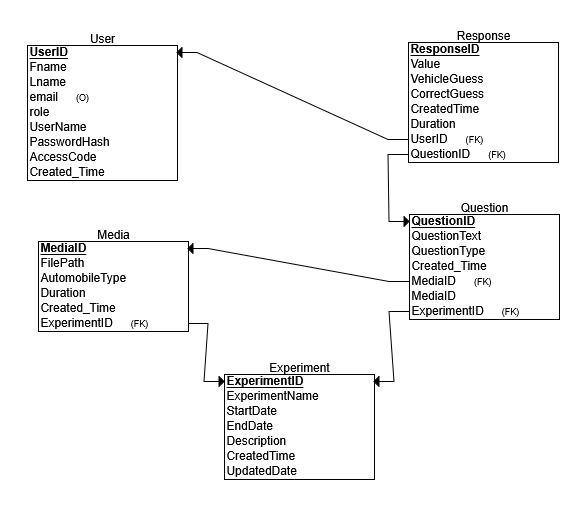 User
UserID
Fname
Lname
email (O)
role
UserName
PasswordHash
AccessCode
Created_Time
Response
ResponseID
Value
VehicleGuess
CorrectGuess
CreatedTime
Duration
UserID (FK)
QuestionID (FK)
Media
MediaID
FilePath
AutomobileType
Duration
Created_Time
ExperimentID (FK)
Question
QuestionID
QuestionText
QuestionType
Created_Time
MediaID (FK)
MediaID
ExperimentID (FK)
Experiment
ExperimentID
ExperimentName
StartDate
EndDate
Description
CreatedTime
UpdatedDate